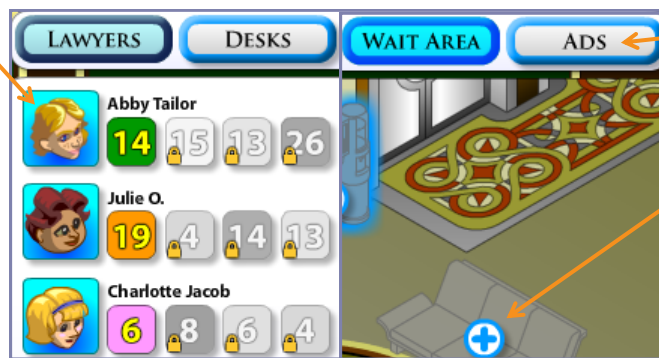 LAWYERS DESKS
WAIT AREA ADS
Abby Tailor
14 15 13 26
Julie O.
19 4 14 13
Charlotte Jacob
6 8 6 4